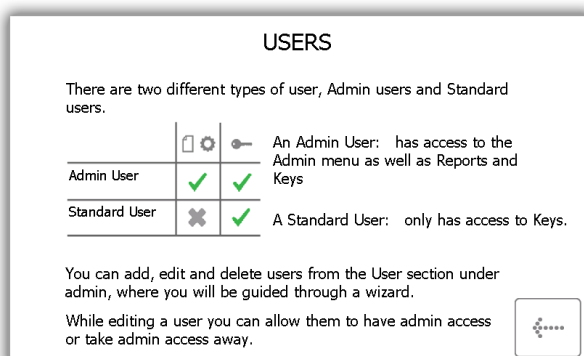 USERS
There are two different types of user, Admin users and Standard
users.
An Admin User: has access to the
Admin menu as well as Reports and
Keys
Admin User
Standard User
A Standard User: only has access to Keys.
You can add, edit and delete users from the User section under
admin, where you will be guided through a wizard.
While editing a user you can allow them to have admin access
or take admin access away.